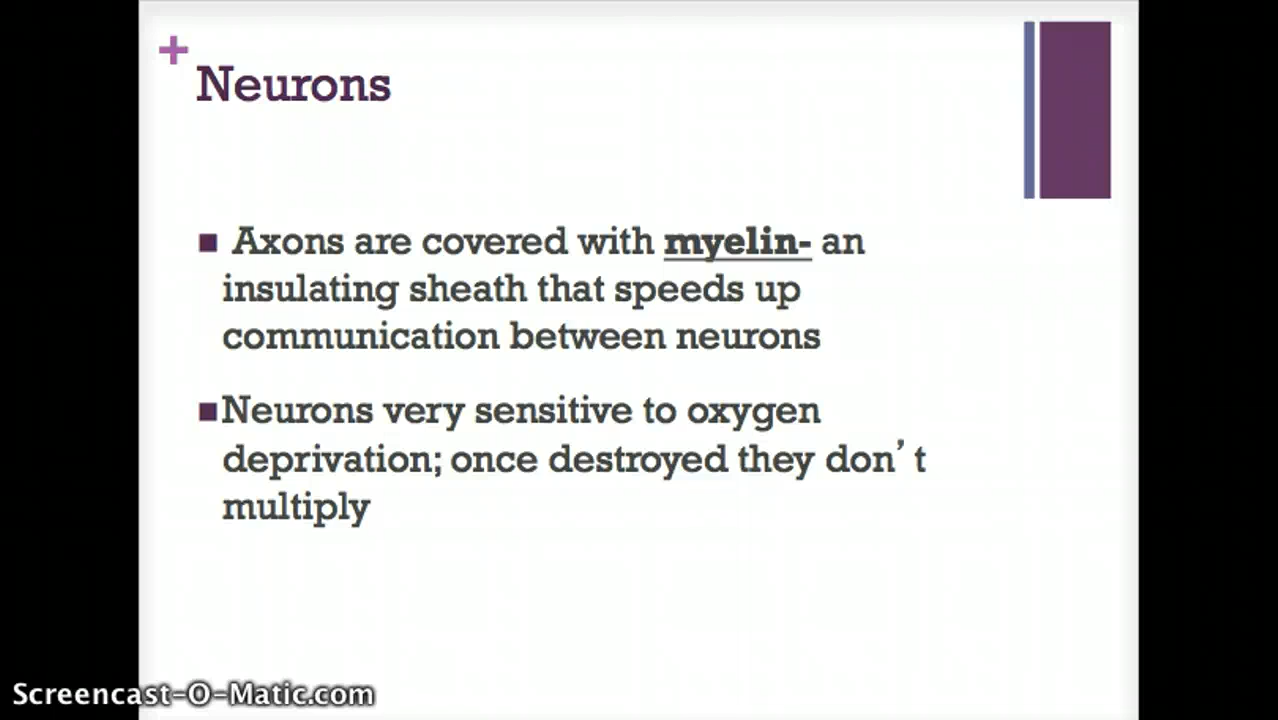 +
Neurons
■ Axons are covered with myelin- an
insulating sheath that speeds up
communication between neurons
■Neurons very sensitive to oxygen
deprivation; once destroyed they don’ t
multiply
Screencast-O-Matic.com